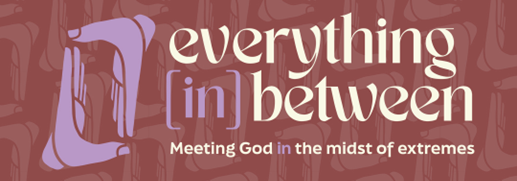 everything
[in] between
Meeting God in the midst of extremes